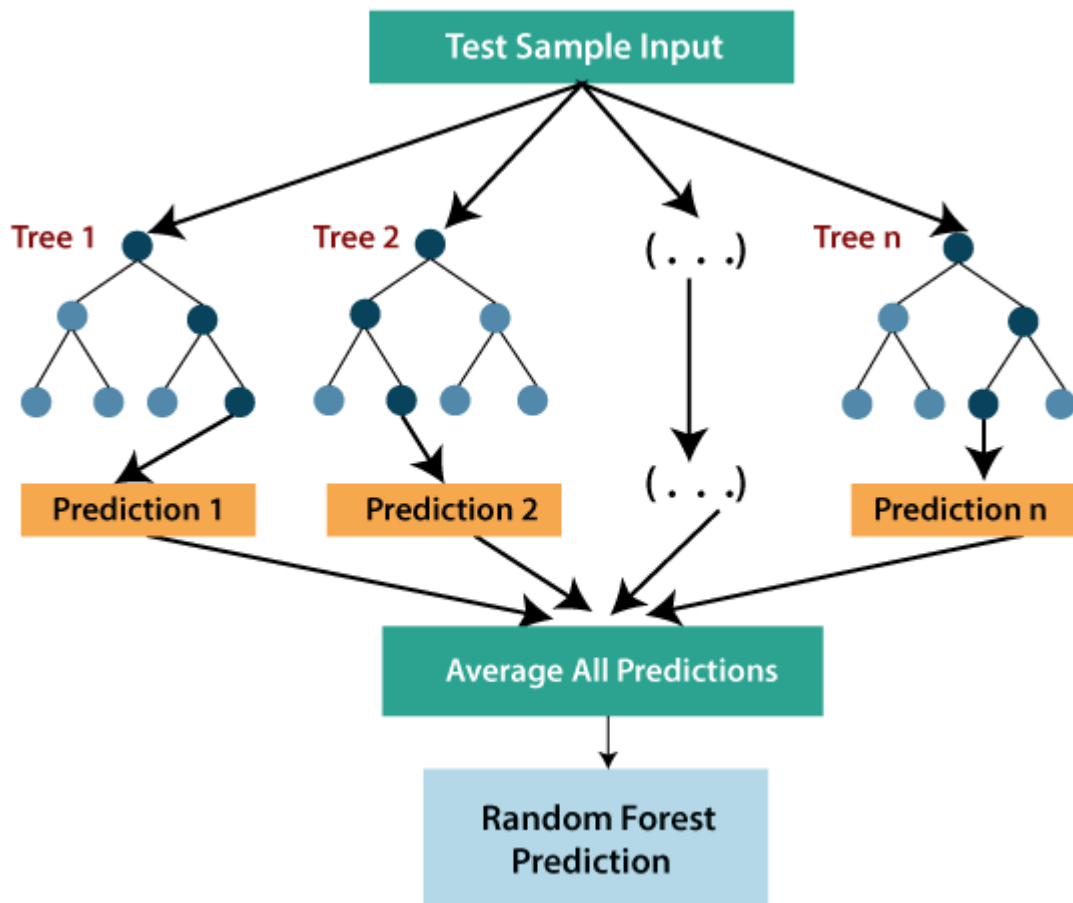 Test Sample Input
Tree 1
Tree 2
(. . .)
Tree n
Prediction 1
Prediction 2
(. . .)
Prediction n
Average All Predictions
Random Forest
Prediction